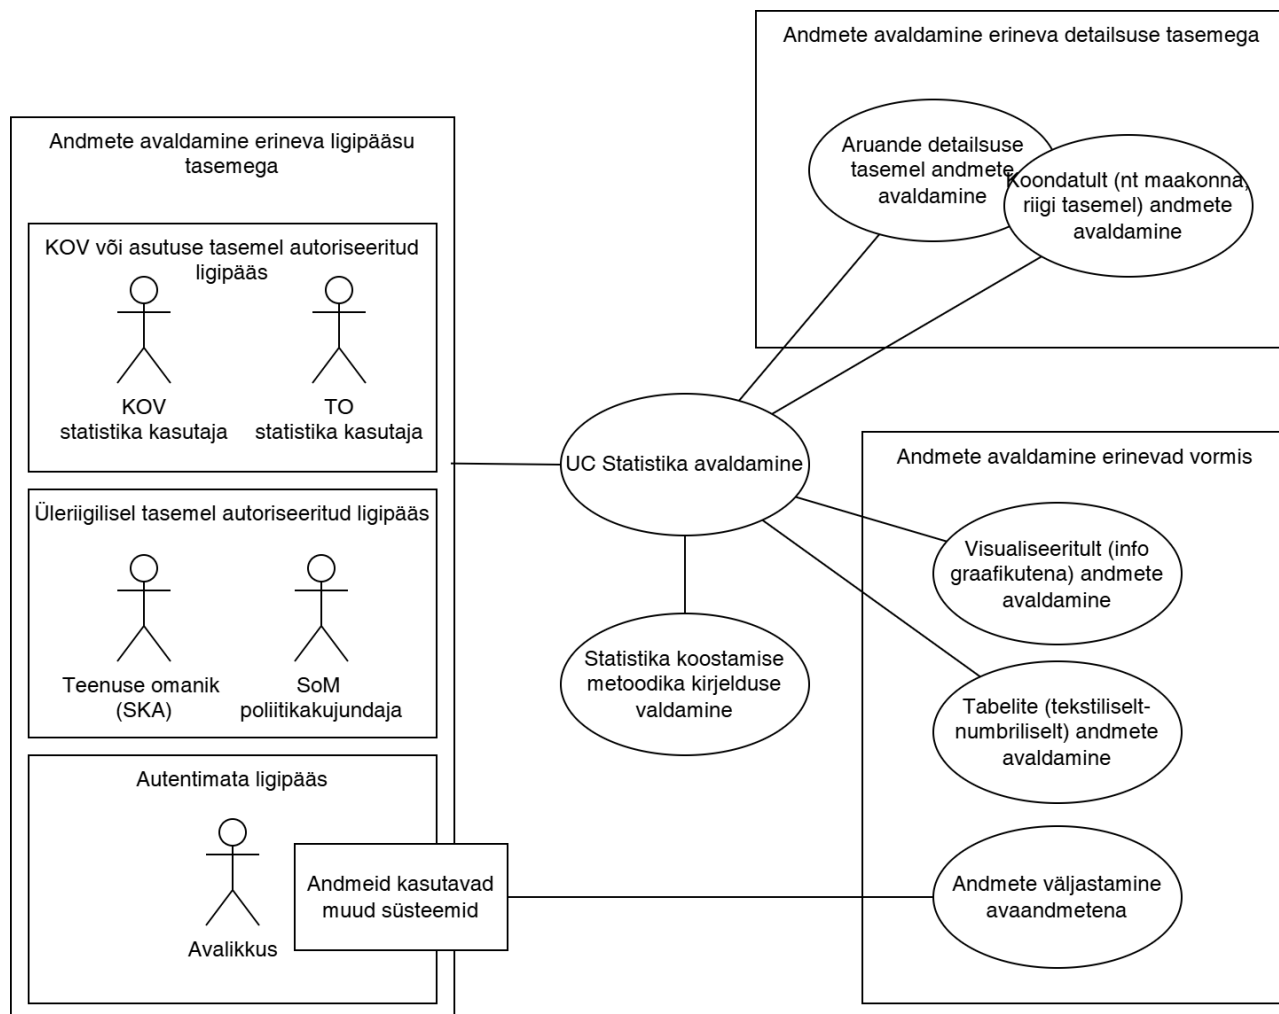 Andmete avaldamine erineva detailsuse tasemega
Aruande detailsuse
tasemel andmete
avaldamine
Koondatult (nt maakonna,
riigi tasemel) andmete
avaldamine
Andmete avaldamine erineva ligipääsu
tasemega
KOV või asutuse tasemel autoriseeritud
ligipääs
KOV
statistika kasutaja
TO
statistika kasutaja
Üleriigilisel tasemel autoriseeritud ligipääs
Teenuse omanik
(SKA)
SoM
poliitikakujundaja
Autentimata ligipääs
Avalikkus
Andmeid kasutavad
muud süsteemid
UC Statistika avaldamine
Statistika koostamise
metoodika kirjelduse
valdamine
Andmete avaldamine erinevad vormis
Visualiseeritult (info
graafikutena) andmete
avaldamine
Tabelite (tekstiliselt-
numbriliselt) andmete
avaldamine
Andmete väljastamine
avaandmetena